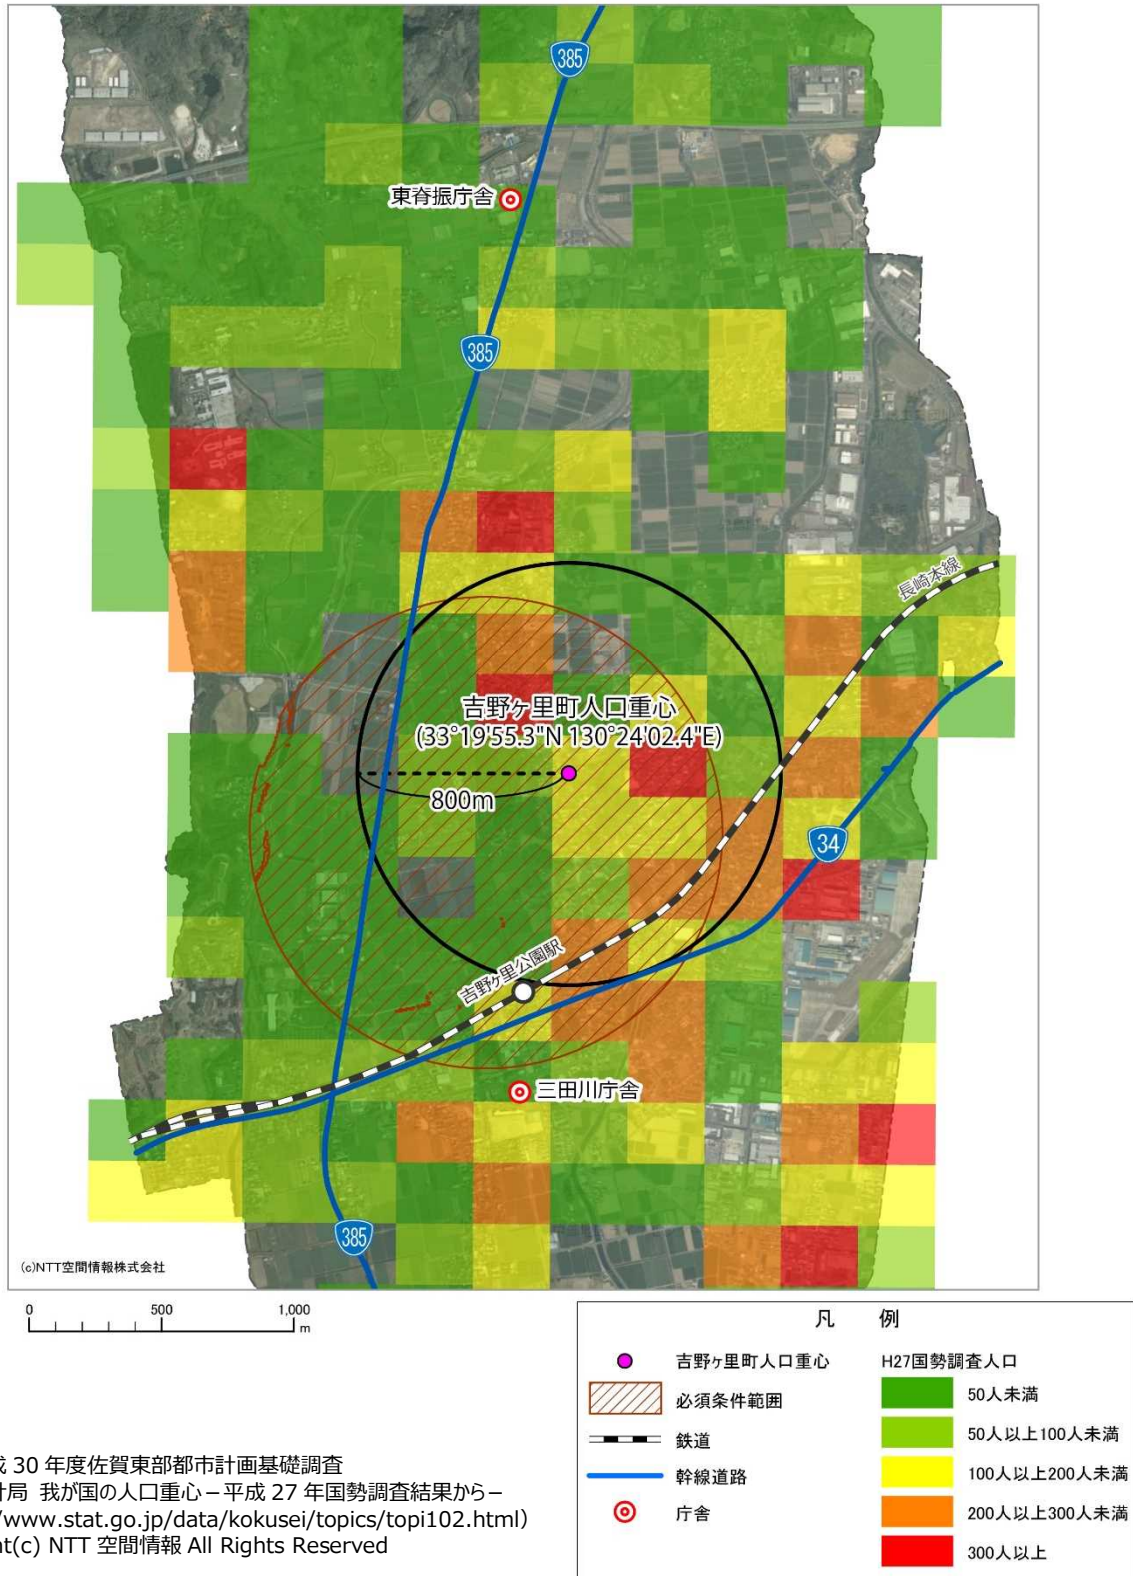 385
東脊振庁舎
385
長崎本線
吉野ヶ里町人口重心
(33°19'55.3"N 130°24'02.4"E)
800m
34
吉野ヶ里公園駅
三田川庁舎
385
(c)NTT空間情報株式会社
0 500 1,000
m
凡 例
吉野ヶ里町人口重心
必須条件範囲
鉄道
幹線道路
庁舎
H27国勢調査人口
50人未満
50人以上100人未満
100人以上200人未満
200人以上300人未満
300人以上
30 年度佐賀東部都市計画基礎調査
局 我が国の人口重心－平成 27 年国勢調査結果から－
/www.stat.go.jp/data/kokusei/topics/topi102.html）
nt(c) NTT 空間情報 All Rights Reserved